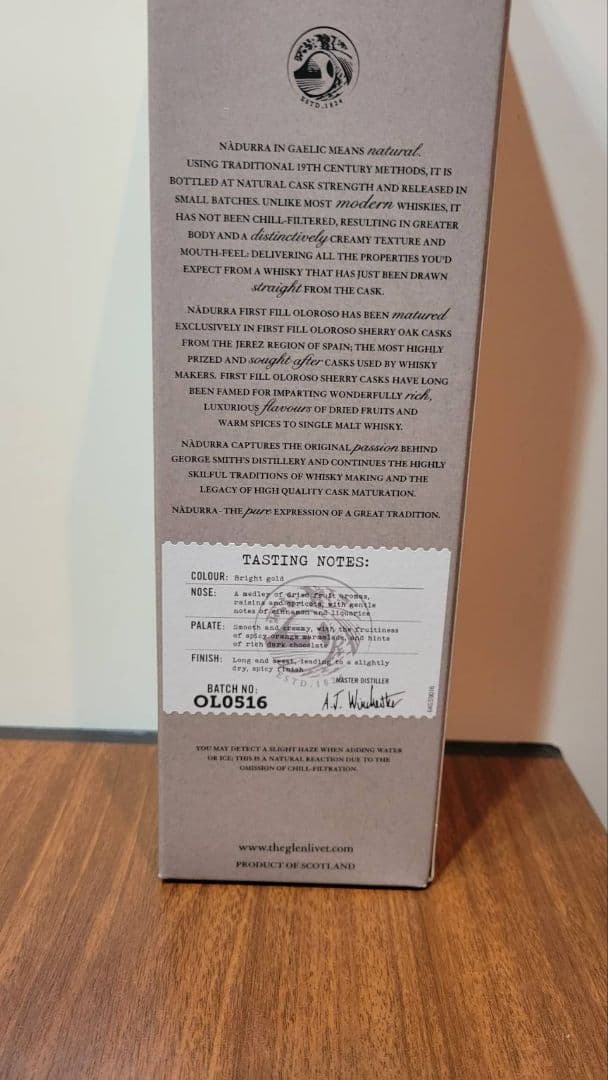 ESTD. 1824
NÀDURRA IN GAELIC MEANS natural.
USING TRADITIONAL 19TH CENTURY METHODS, IT IS
BOTTLED AT NATURAL CASK STRENGTH AND RELEASED IN
SMALL BATCHES. UNLIKE MOST modern WHISKIES, IT
HAS NOT BEEN CHILL-FILTERED, RESULTING IN GREATER
BODY AND A distinctively CREAMY TEXTURE AND
MOUTH-FEEL: DELIVERING ALL THE PROPERTIES YOU'D
EXPECT FROM A WHISKY THAT HAS JUST BEEN DRAWN
straight FROM THE CASK.
NÀDURRA FIRST FILL OLOROSO HAS BEEN matured
EXCLUSIVELY IN FIRST FILL OLOROSO SHERRY OAK CASKS
FROM THE JEREZ REGION OF SPAIN; THE MOST HIGHLY
PRIZED AND sought-after CASKS USED BY WHISKY
MAKERS. FIRST FILL OLOROSO SHERRY CASKS HAVE LONG
BEEN FAMED FOR IMPARTING WONDERFULLY rich,
LUXURIOUS flavours OF DRIED FRUITS AND
WARM SPICES TO SINGLE MALT WHISKY.
NÀDURRA CAPTURES THE ORIGINAL passion BEHIND
GEORGE SMITH'S DISTILLERY AND CONTINUES THE HIGHLY
SKILFUL TRADITIONS OF WHISKY MAKING AND THE
LEGACY OF HIGH QUALITY CASK MATURATION.
NÀDURRA - THE pure EXPRESSION OF A GREAT TRADITION.
TASTING NOTES:
COLOUR: Bright gold
NOSE: A medley of dried fruit aromas,
raisins and apricots, with gentle
notes of cinnamon and liquorice
PALATE: Smooth and creamy, with the fruitiness
of spicy orange marmalade, and hints
of rich dark chocolate
FINISH: Long and sweet, leading to a slightly
dry, spicy finish
MASTER DISTILLER
BATCH NO:
OL0516
A.J. Winchester
YOU MAY DETECT A SLIGHT HAZE WHEN ADDING WATER
OR ICE; THIS IS A NATURAL REACTION DUE TO THE
OMISSION OF CHILL-FILTRATION.
www.theglenlivet.com
PRODUCT OF SCOTLAND